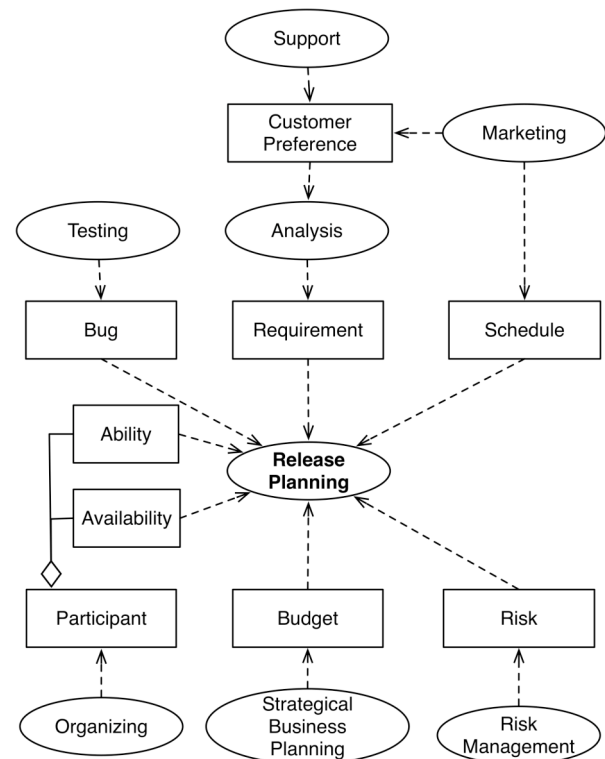 Support
Customer
Preference
Marketing
Testing
Analysis
Bug
Requirement
Schedule
Ability
Release
Planning
Availability
Participant
Budget
Risk
Organizing
Strategical
Business
Planning
Risk
Management